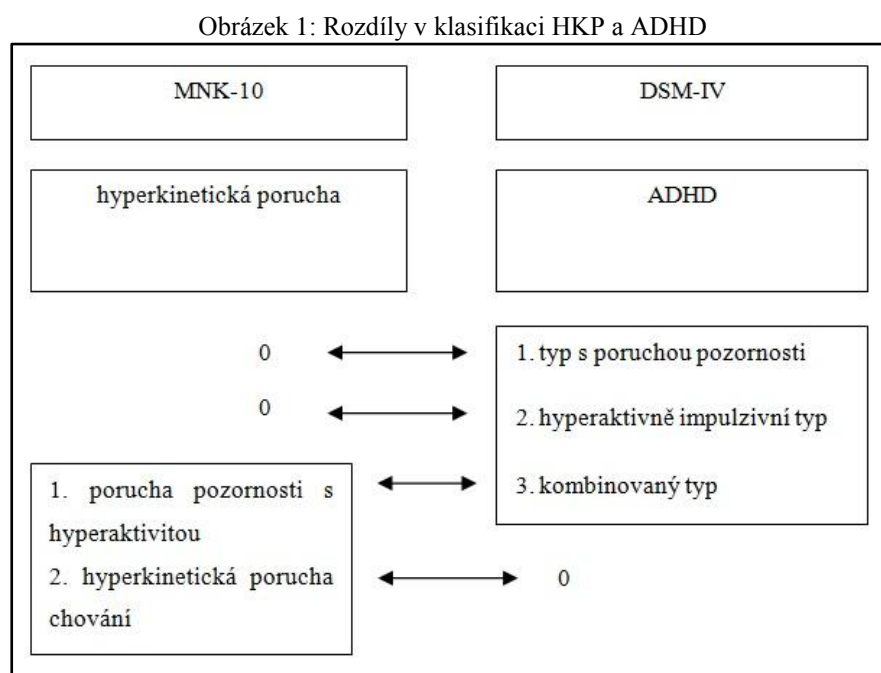 Obrázek 1: Rozdíly v klasifikaci HKP a ADHD
MNK-10
DSM-IV
hyperkinetická porucha
ADHD
0
1. typ s poruchou pozornosti
0
2. hyperaktivně impulzivní typ
1. porucha pozornosti s
hyperaktivitou
3. kombinovaný typ
2. hyperkinetická porucha
chování
0